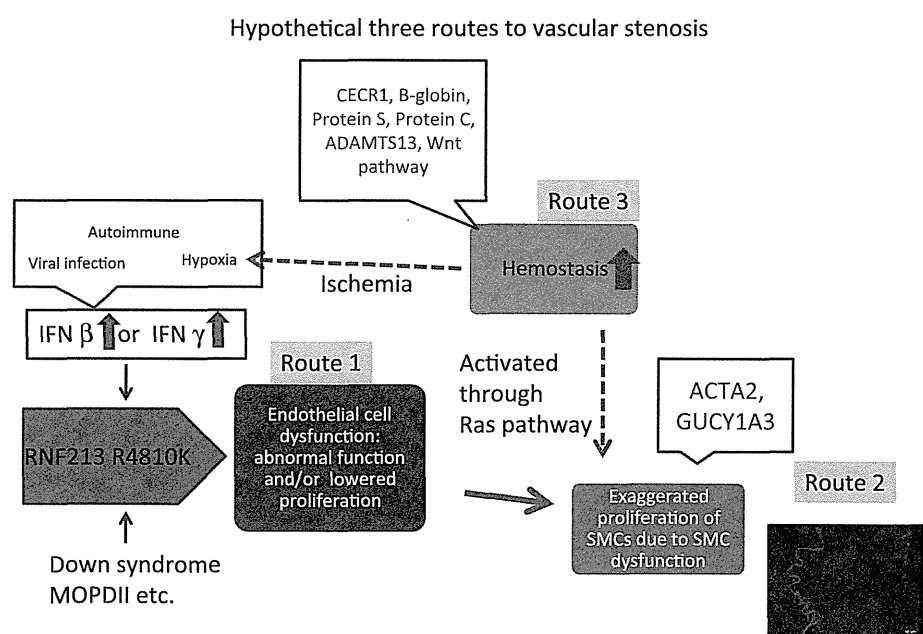 Hypothetical three routes to vascular stenosis
CECR1, B-globin,
Protein S, Protein C,
ADAMTS13, Wnt
pathway
Route 3
Hemostasis
Autoimmune
Viral infection
Hypoxia
Ischemia
IFN β or IFN γ
Route 1
Endothelial cell
dysfunction:
abnormal function
and/or lowered
proliferation
RNF213 R4810K
Down syndrome
MOPDII etc.
Activated
through
Ras pathway
ACTA2,
GUCY1A3
Route 2
Exaggerated
proliferation of
SMCs due to SMC
dysfunction